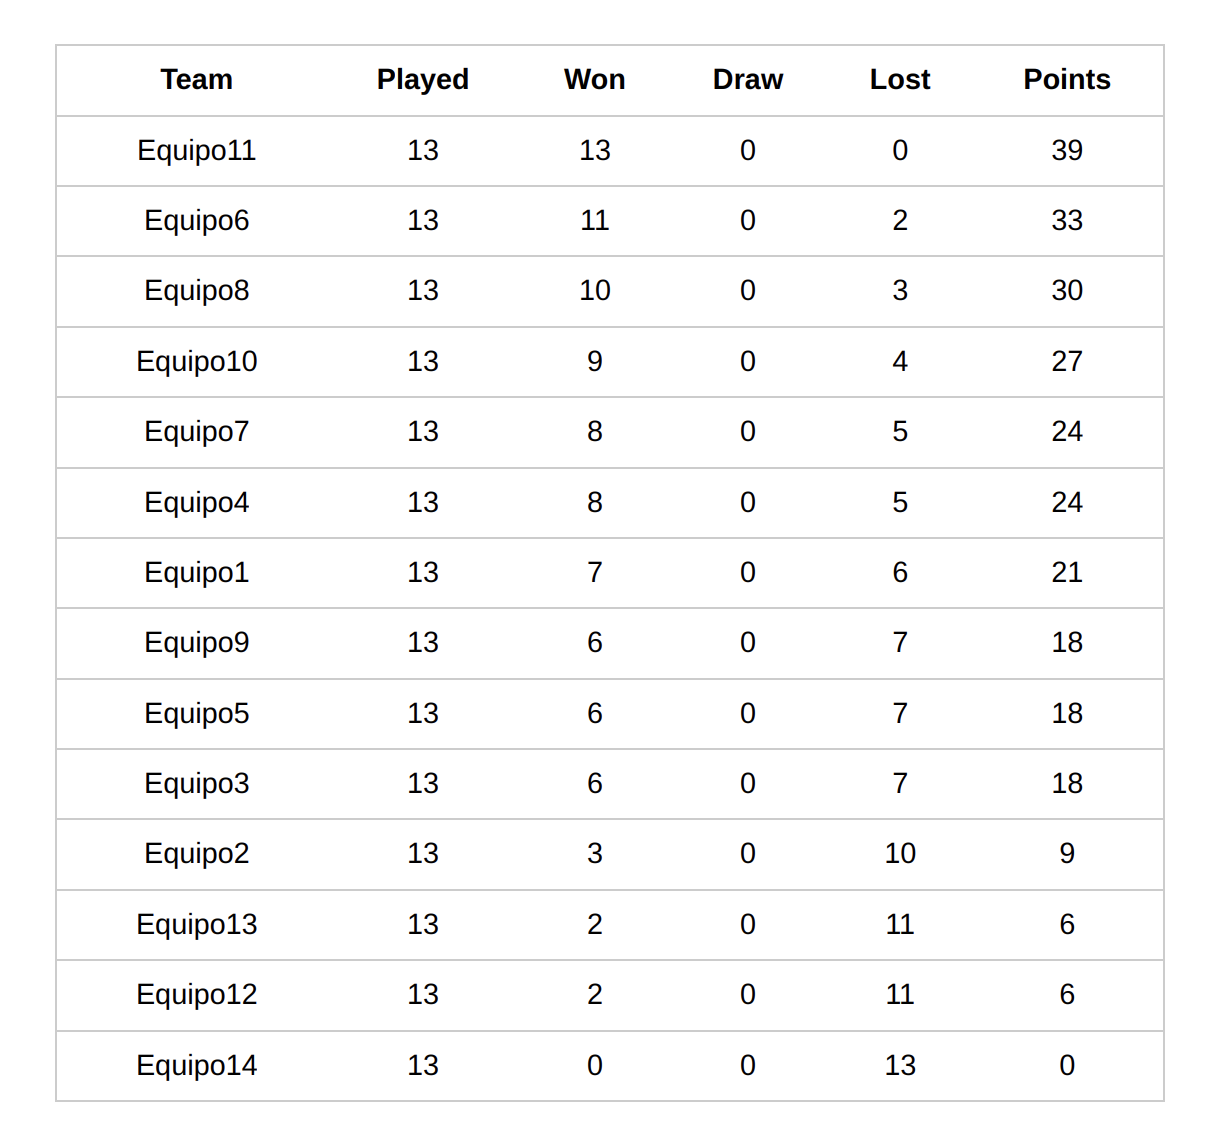 Team Played Won Draw Lost Points
Equipo11 13 13 0 0 39
Equipo6 13 11 0 2 33
Equipo8 13 10 0 3 30
Equipo10 13 9 0 4 27
Equipo7 13 8 0 5 24
Equipo4 13 8 0 5 24
Equipo1 13 7 0 6 21
Equipo9 13 6 0 7 18
Equipo5 13 6 0 7 18
Equipo3 13 6 0 7 18
Equipo2 13 3 0 10 9
Equipo13 13 2 0 11 6
Equipo12 13 2 0 11 6
Equipo14 13 0 0 13 0